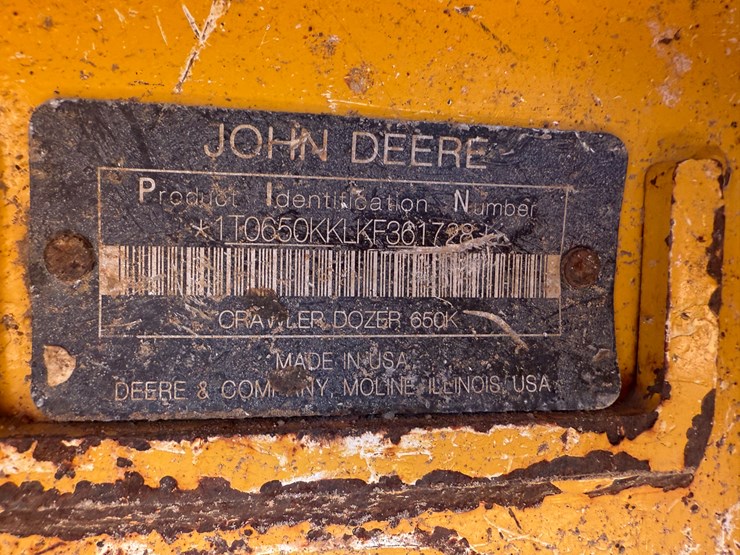 JOHN DEERE
Product Identification Number
*1T0650KKLKF361728*
CRAWLER DOZER 650K
MADE IN USA
DEERE & COMPANY, MOLINE, ILLINOIS, USA